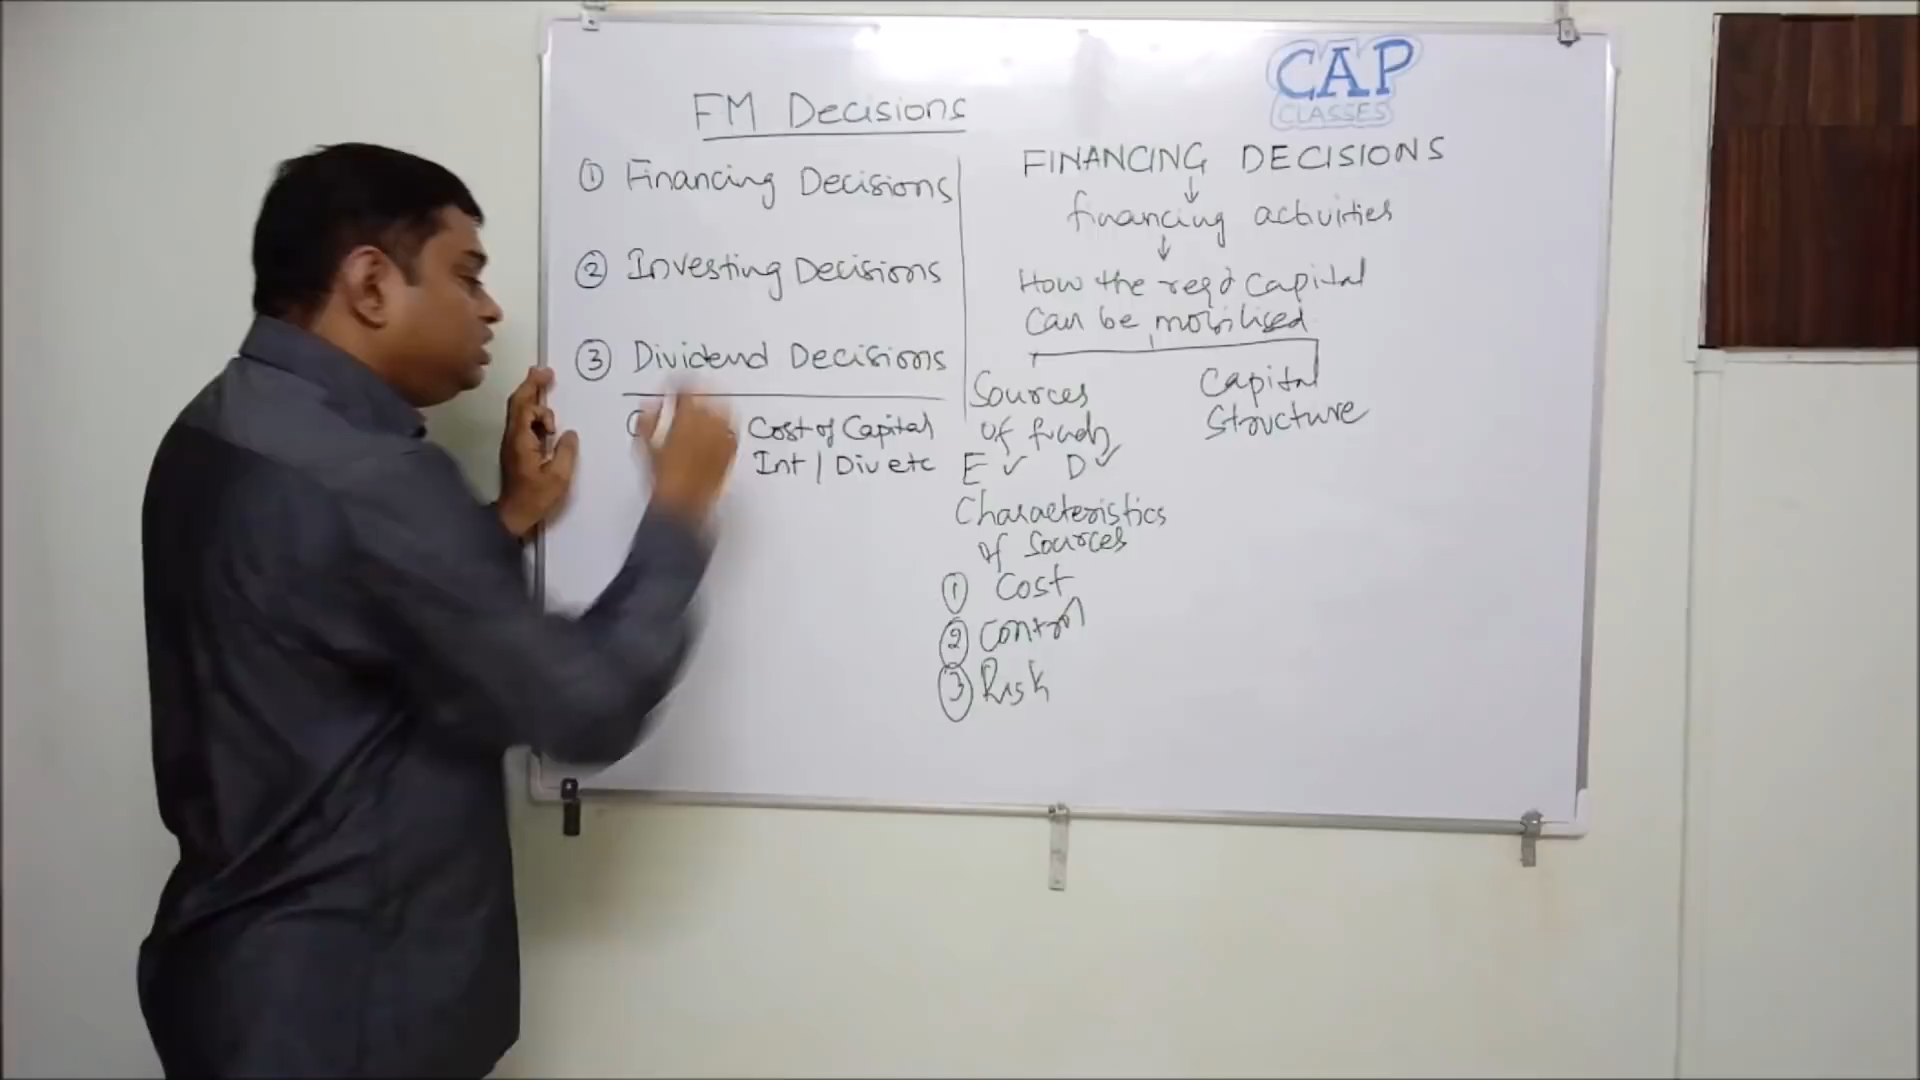 CAP
CLASSES
FM Decisions
① Financing Decisions
② Investing Decisions
③ Dividend Decisions
Cost of Capital
Int / Div etc
FINANCING DECISIONS
↓
financing activities
↓
How the reqd Capital
Can be mobilised
Sources
of funds
E ✓ D ✓
Capital
Structure
Characteristics
of Sources
① Cost
② Control
③ Risk